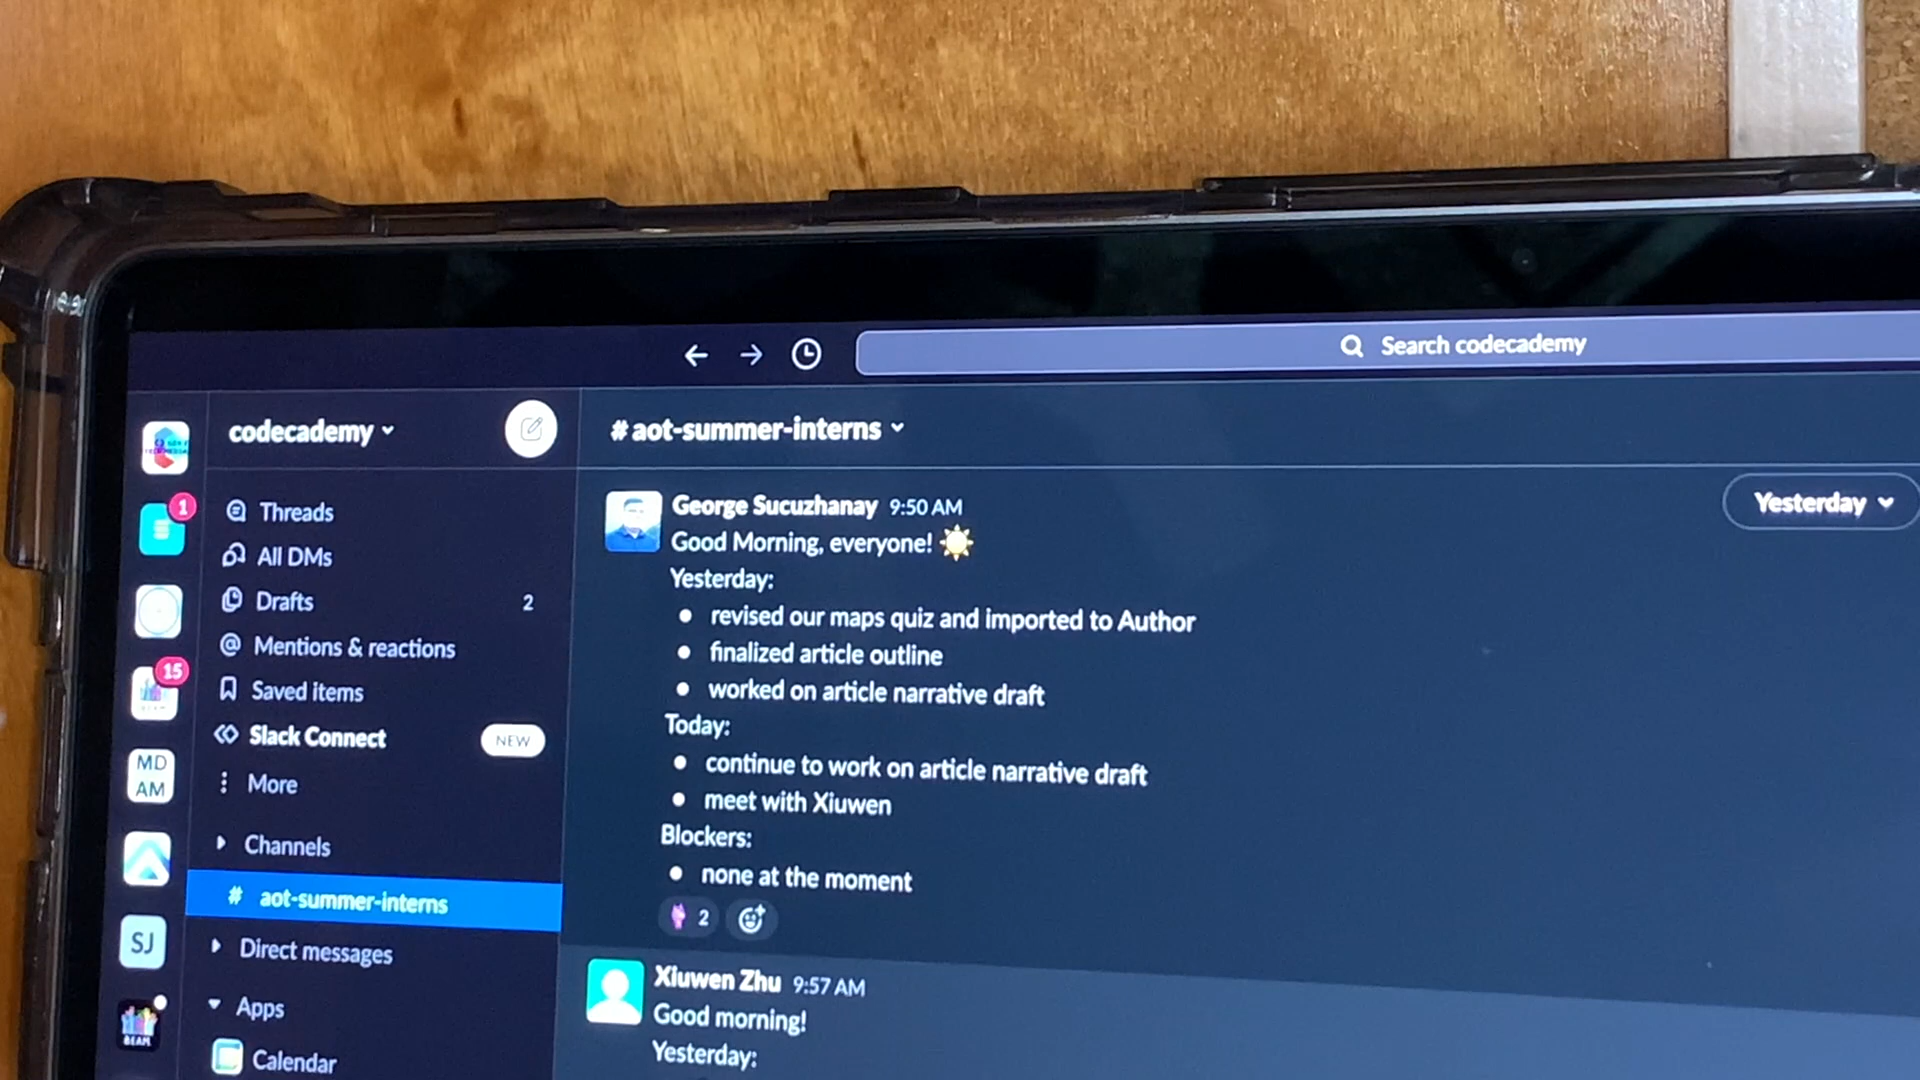 Search codecademy
codecademy
#aot-summer-interns
1
Threads
All DMs
Drafts 2
Mentions & reactions
15
Saved items
Slack Connect NEW
More
MD
AM
Channels
# aot-summer-interns
SJ
Direct messages
Apps
BEAM
Calendar
Yesterday
George Sucuzhanay 9:50 AM
Good Morning, everyone!
Yesterday:
• revised our maps quiz and imported to Author
• finalized article outline
• worked on article narrative draft
Today:
• continue to work on article narrative draft
• meet with Xiuwen
Blockers:
• none at the moment
2
Xiuwen Zhu 9:57 AM
Good morning!
Yesterday: